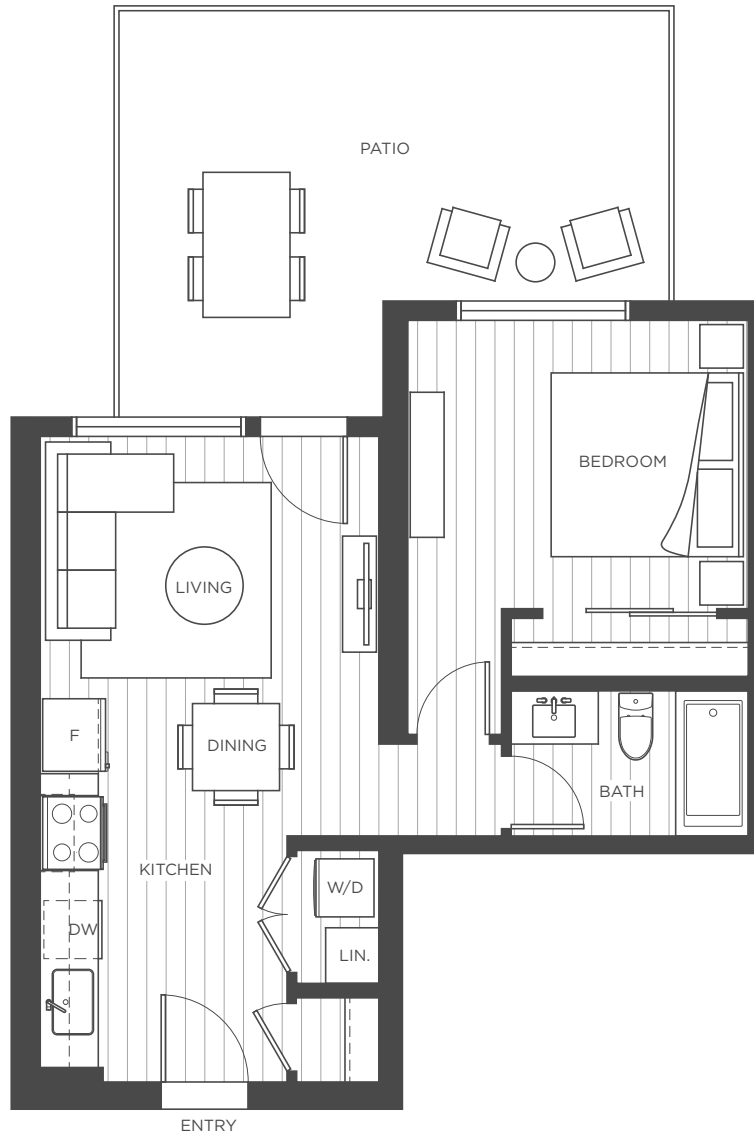 PATIO
BEDROOM
LIVING
F
DINING
BATH
KITCHEN
W/D
DW
LIN.
ENTRY